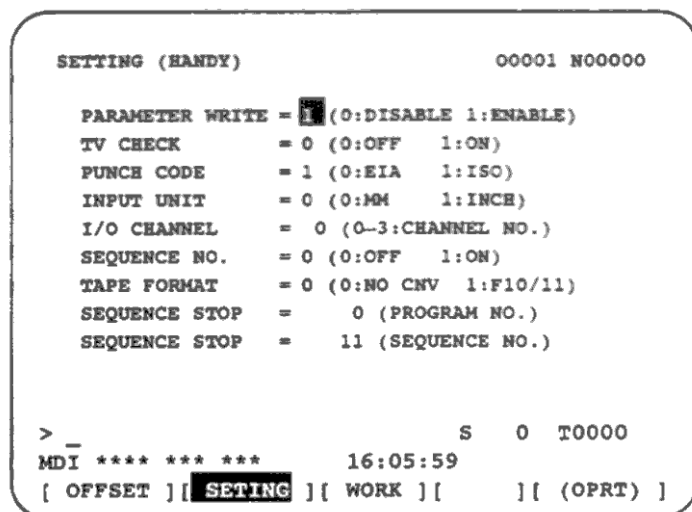 SETTING (HANDY) O0001 N00000
PARAMETER WRITE = 1 (0:DISABLE 1:ENABLE)
TV CHECK = 0 (0:OFF 1:ON)
PUNCH CODE = 1 (0:EIA 1:ISO)
INPUT UNIT = 0 (0:MM 1:INCH)
I/O CHANNEL = 0 (0–3:CHANNEL NO.)
SEQUENCE NO. = 0 (0:OFF 1:ON)
TAPE FORMAT = 0 (0:NO CNV 1:F10/11)
SEQUENCE STOP = 0 (PROGRAM NO.)
SEQUENCE STOP = 11 (SEQUENCE NO.)
> _ S 0 T0000
MDI **** *** *** 16:05:59
[ OFFSET ][ SETING ][ WORK ][ ][ (OPRT) ]